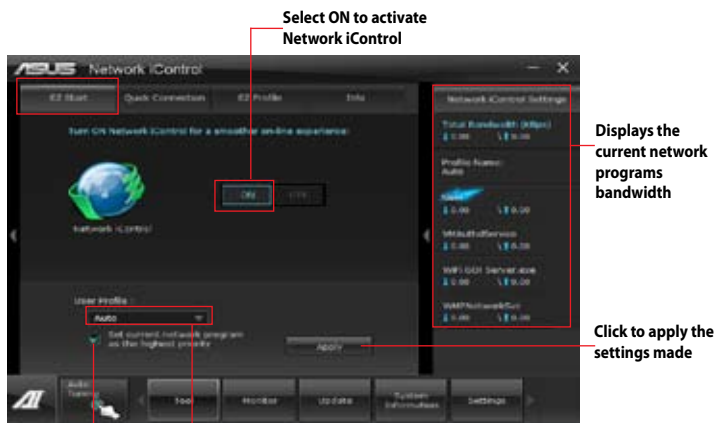 Select ON to activate
Network iControl
ASUS Network iControl
EZ Start Quick Connection EZ Profile Info
Network iControl Settings
Turn ON Network iControl for a smoother on-line experience
Total Bandwidth (KBps)
0.00 0.00
Displays the
current network
programs
bandwidth
Profile Name:
Auto
ON OFF
0.00 0.00
Network iControl
WMIAuthdService
0.00 0.00
WiFi GO! Server.exe
0.00 0.00
User Profile :
Auto
WMPNetworkSvc
0.00 0.00
Set current network program
as the highest priority
Apply
Click to apply the
settings made
AI
Auto
Tuning
Tool Monitor Update System
Information Settings